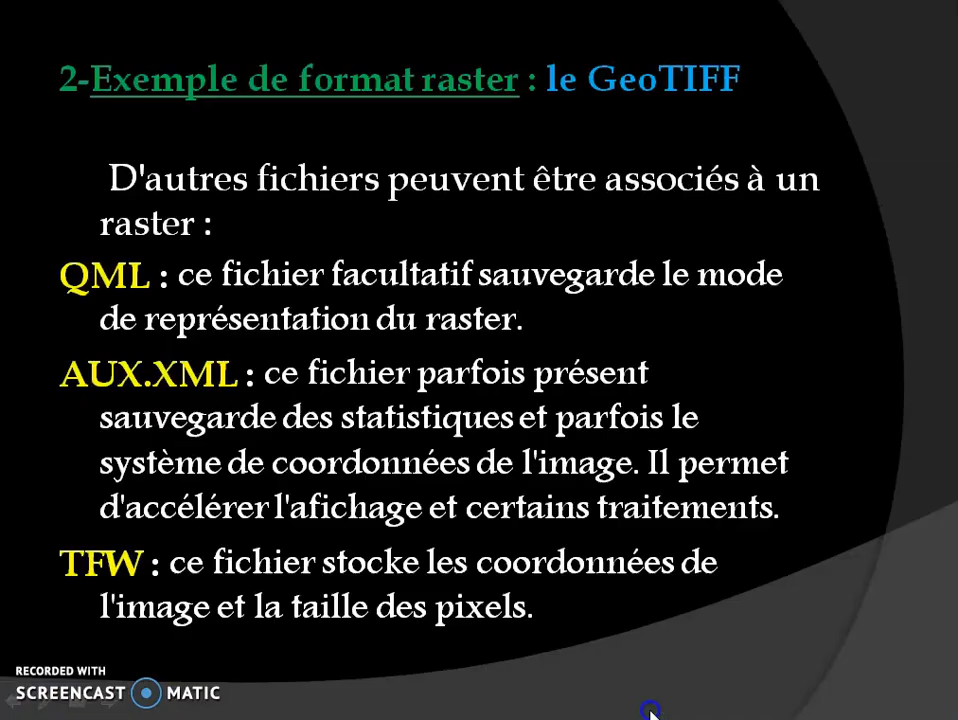 2-Exemple de format raster : le GeoTIFF
D'autres fichiers peuvent être associés à un
raster :
QML : ce fichier facultatif sauvegarde le mode
de représentation du raster.
AUX.XML : ce fichier parfois présent
sauvegarde des statistiques et parfois le
système de coordonnées de l'image. Il permet
d'accélérer l'afichage et certains traitements.
TFW : ce fichier stocke les coordonnées de
l'image et la taille des pixels.
RECORDED WITH
SCREENCAST MATIC